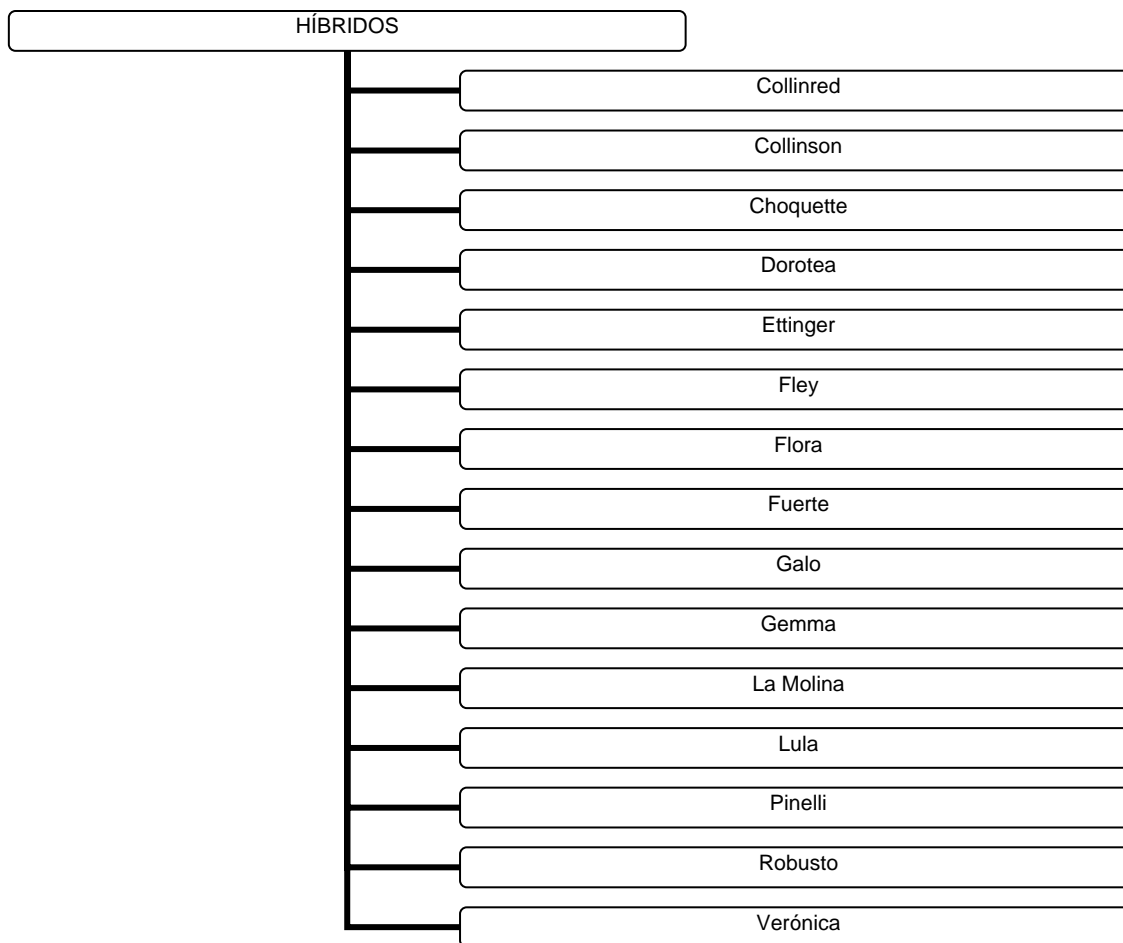 HÍBRIDOS
Collinred
Collinson
Choquette
Dorotea
Ettinger
Fley
Flora
Fuerte
Galo
Gemma
La Molina
Lula
Pinelli
Robusto
Verónica